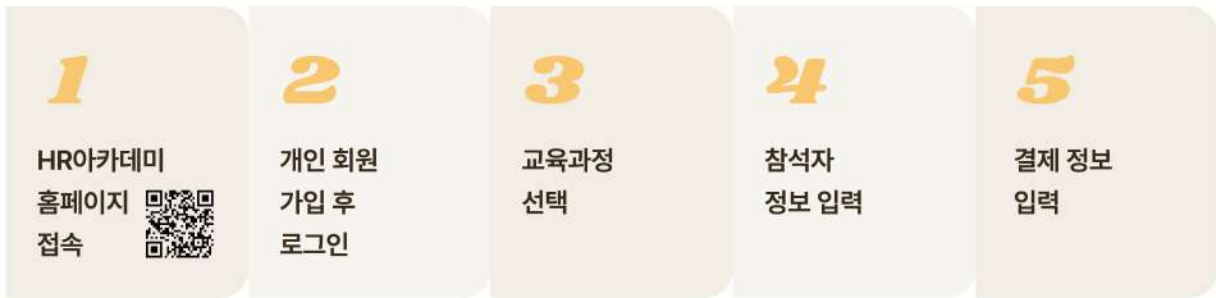 1
HR아카데미
홈페이지
접속
2
개인 회원
가입 후
로그인
3
교육과정
선택
4
참석자
정보 입력
5
결제 정보
입력